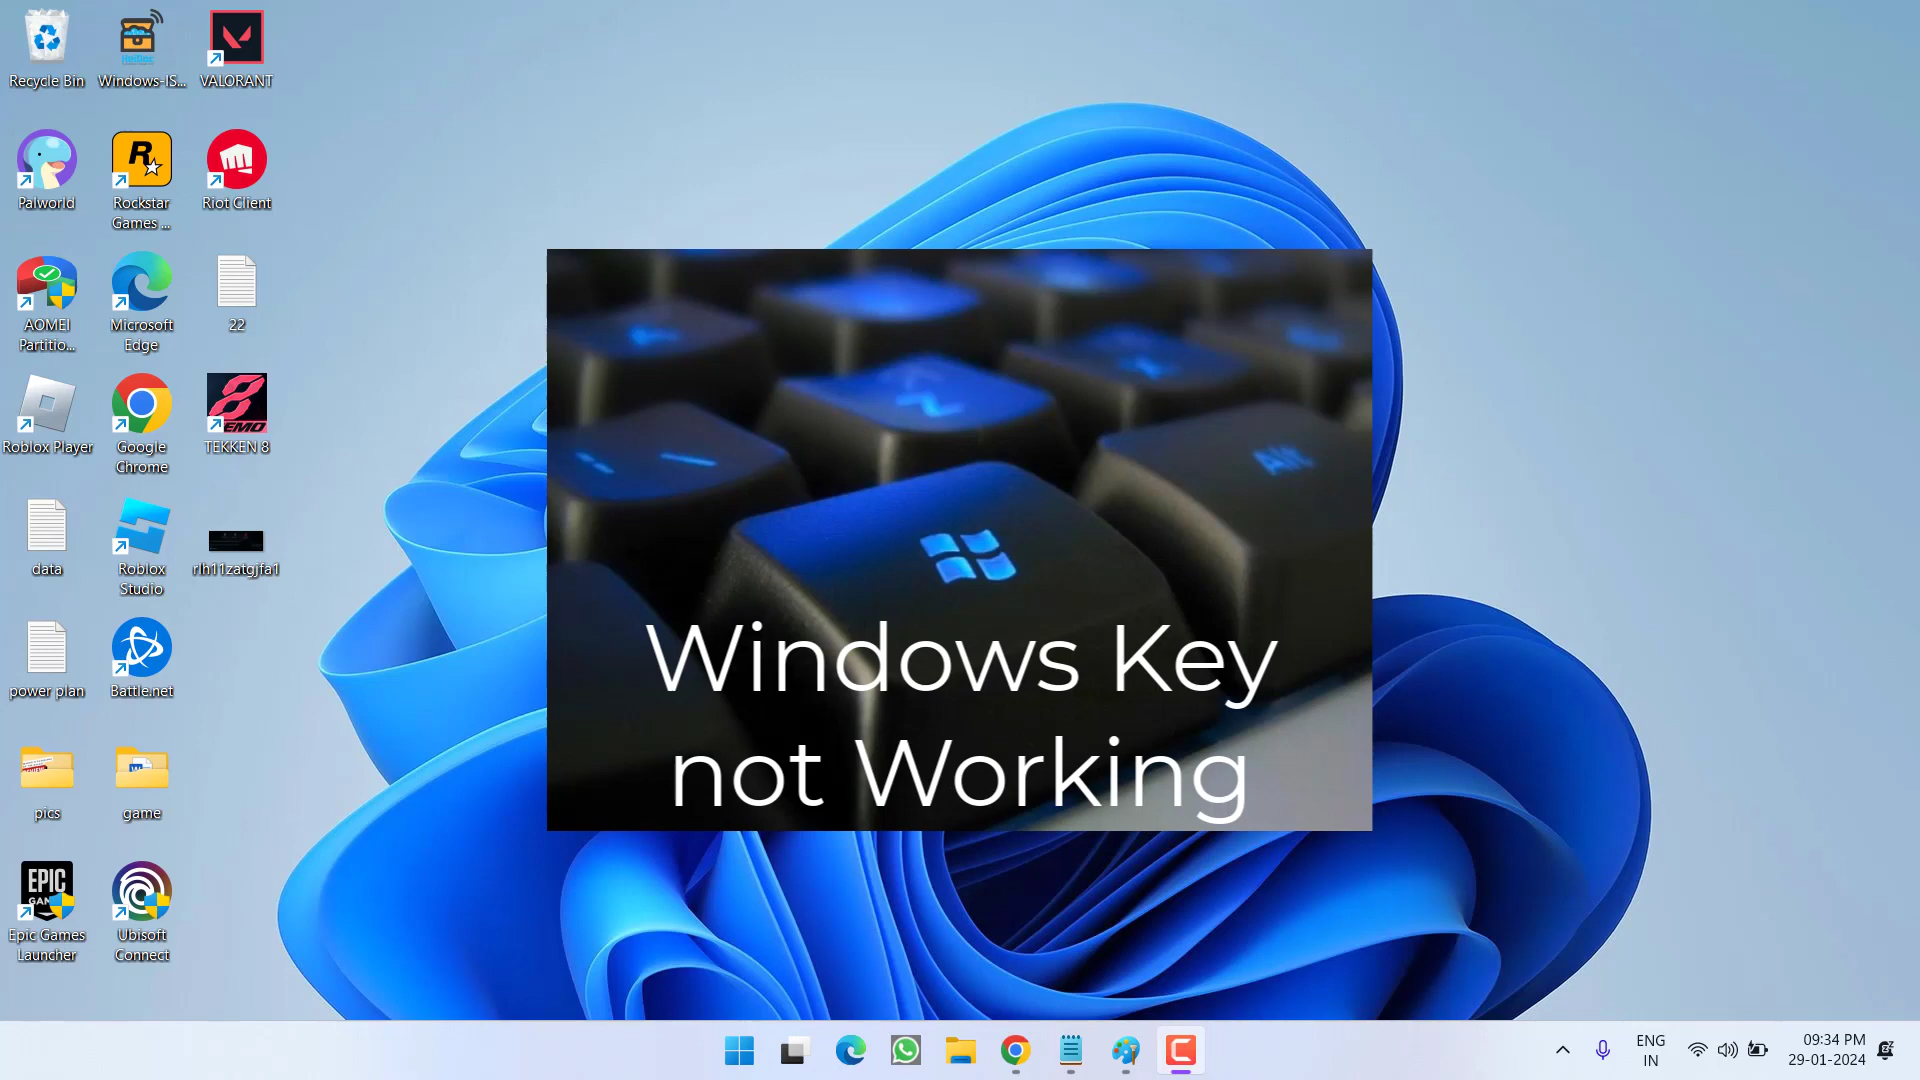 Recycle Bin
Windows-IS...
VALORANT
Palworld
Rockstar
Games ...
Riot Client
AOMEI
Partitio...
Microsoft
Edge
22
Roblox Player
Google
Chrome
TEKKEN 8
data
Roblox
Studio
rlh11zatgjfa1
power plan
Battle.net
pics
game
EPIC
Epic Games
Launcher
Ubisoft
Connect
Alt
Windows Key
not Working
ENG
IN
09:34 PM
29-01-2024